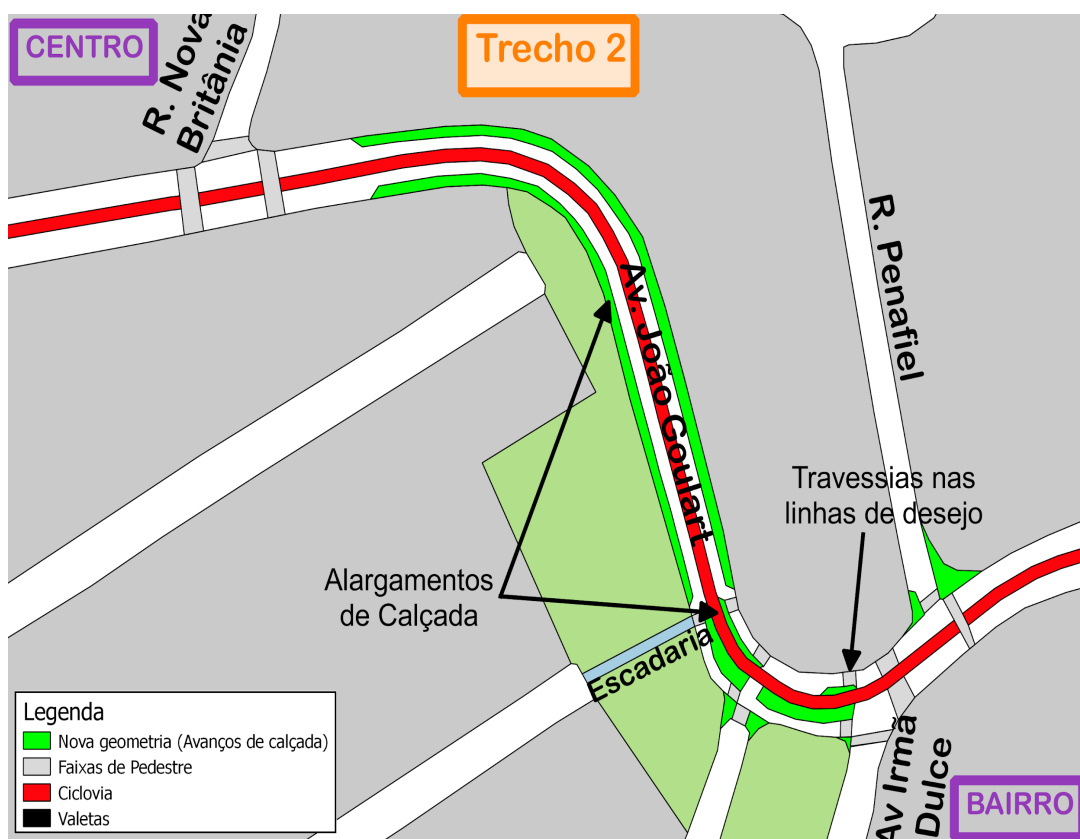 CENTRO
Trecho 2
R. Nova
Britânia
R. Penafiel
Av. João Goulart
Travessias nas
linhas de desejo
Alargamentos
de Calçada
Escadaria
Legenda
Nova geometria (Avanços de calçada)
Faixas de Pedestre
Ciclovia
Valetas
Av Irmã
Dulce
BAIRRO